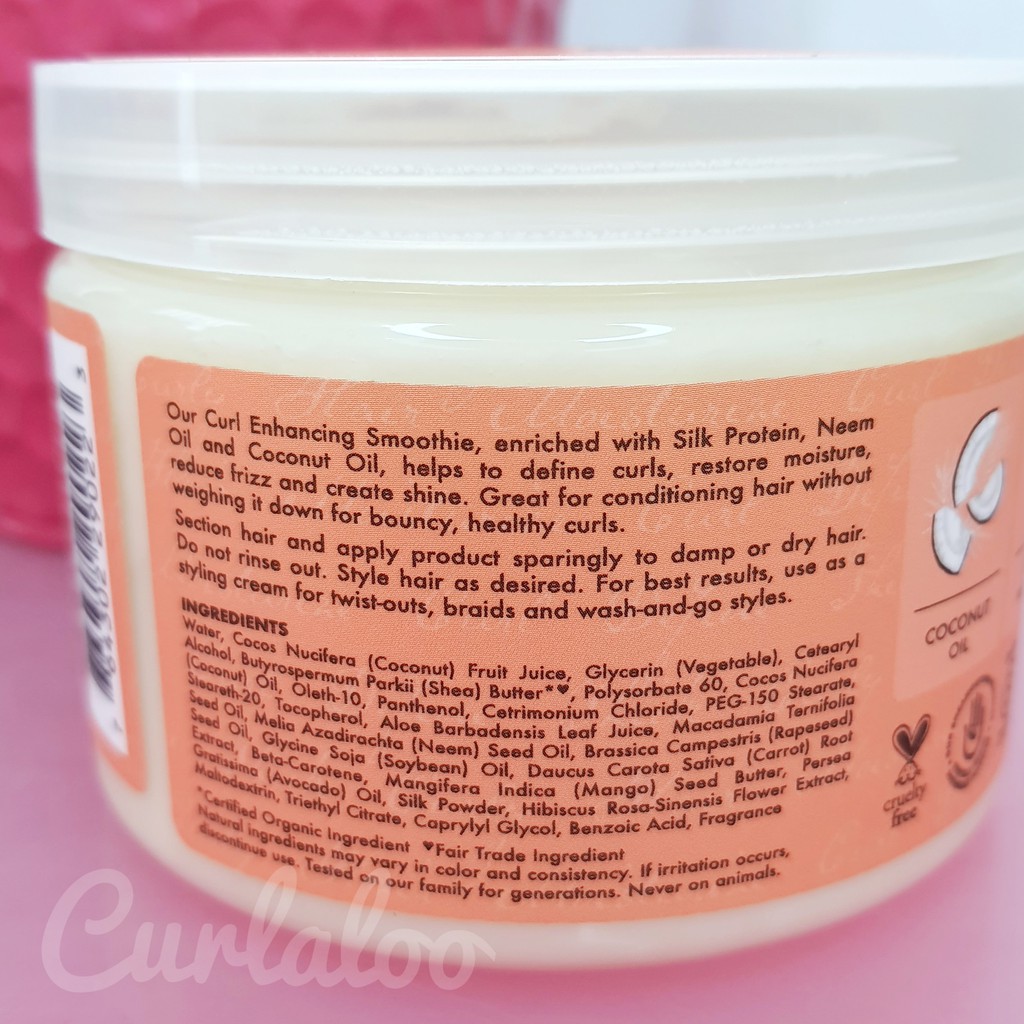 Our Curl Enhancing Smoothie, enriched with Silk Protein, Neem
Oil and Coconut Oil, helps to define curls, restore moisture,
reduce frizz and create shine. Great for conditioning hair without
weighing it down for bouncy, healthy curls.
Section hair and apply product sparingly to damp or dry hair.
Do not rinse out. Style hair as desired. For best results, use as a
styling cream for twist-outs, braids and wash-and-go styles.
INGREDIENTS
Water, Cocos Nucifera (Coconut) Fruit Juice, Glycerin (Vegetable), Cetearyl
Alcohol, Butyrospermum Parkii (Shea) Butter*♥, Polysorbate 60, Cocos Nucifera
(Coconut) Oil, Oleth-10, Panthenol, Cetrimonium Chloride, PEG-150 Stearate,
Steareth-20, Tocopherol, Aloe Barbadensis Leaf Juice, Macadamia Ternifolia
Seed Oil, Melia Azadirachta (Neem) Seed Oil, Brassica Campestris (Rapeseed)
Seed Oil, Glycine Soja (Soybean) Oil, Daucus Carota Sativa (Carrot) Root
Extract, Beta-Carotene, Mangifera Indica (Mango) Seed Butter, Persea
Gratissima (Avocado) Oil, Silk Powder, Hibiscus Rosa-Sinensis Flower Extract,
Maltodextrin, Triethyl Citrate, Caprylyl Glycol, Benzoic Acid, Fragrance
*Certified Organic Ingredient ♥Fair Trade Ingredient
Natural ingredients may vary in color and consistency. If irritation occurs,
discontinue use. Tested on our family for generations. Never on animals.
COCONUT
OIL
cruelty
free
Curlaloo